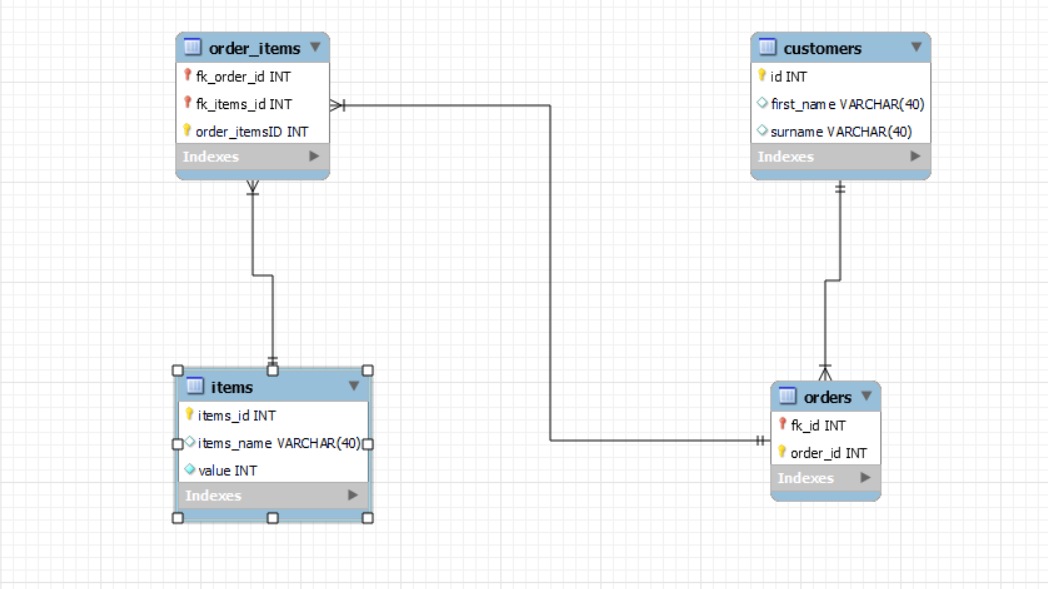 order_items
fk_order_id INT
fk_items_id INT
order_itemsID INT
Indexes
customers
id INT
first_name VARCHAR(40)
surname VARCHAR(40)
Indexes
items
items_id INT
items_name VARCHAR(40)
value INT
Indexes
orders
fk_id INT
order_id INT
Indexes